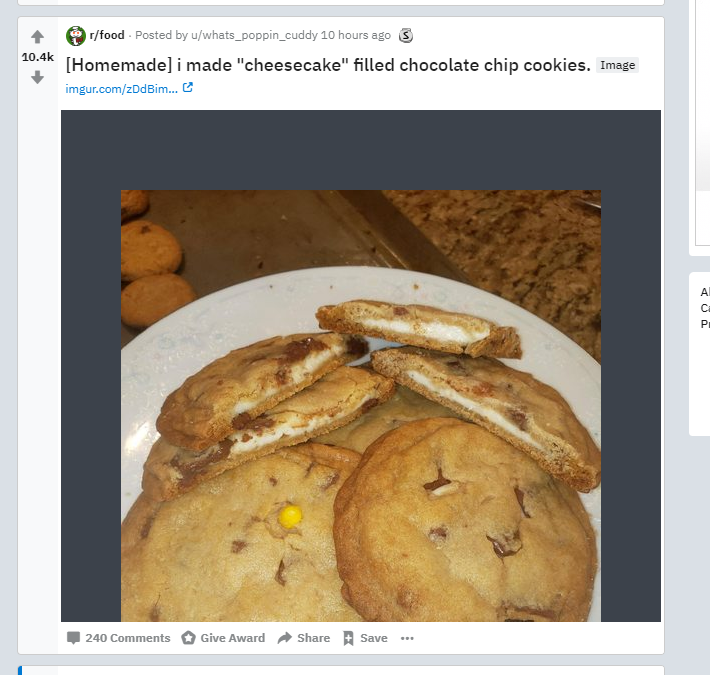 r/food · Posted by u/whats_poppin_cuddy 10 hours ago S
10.4k
[Homemade] i made "cheesecake" filled chocolate chip cookies. Image
imgur.com/zDdBim...
240 Comments Give Award Share Save ...